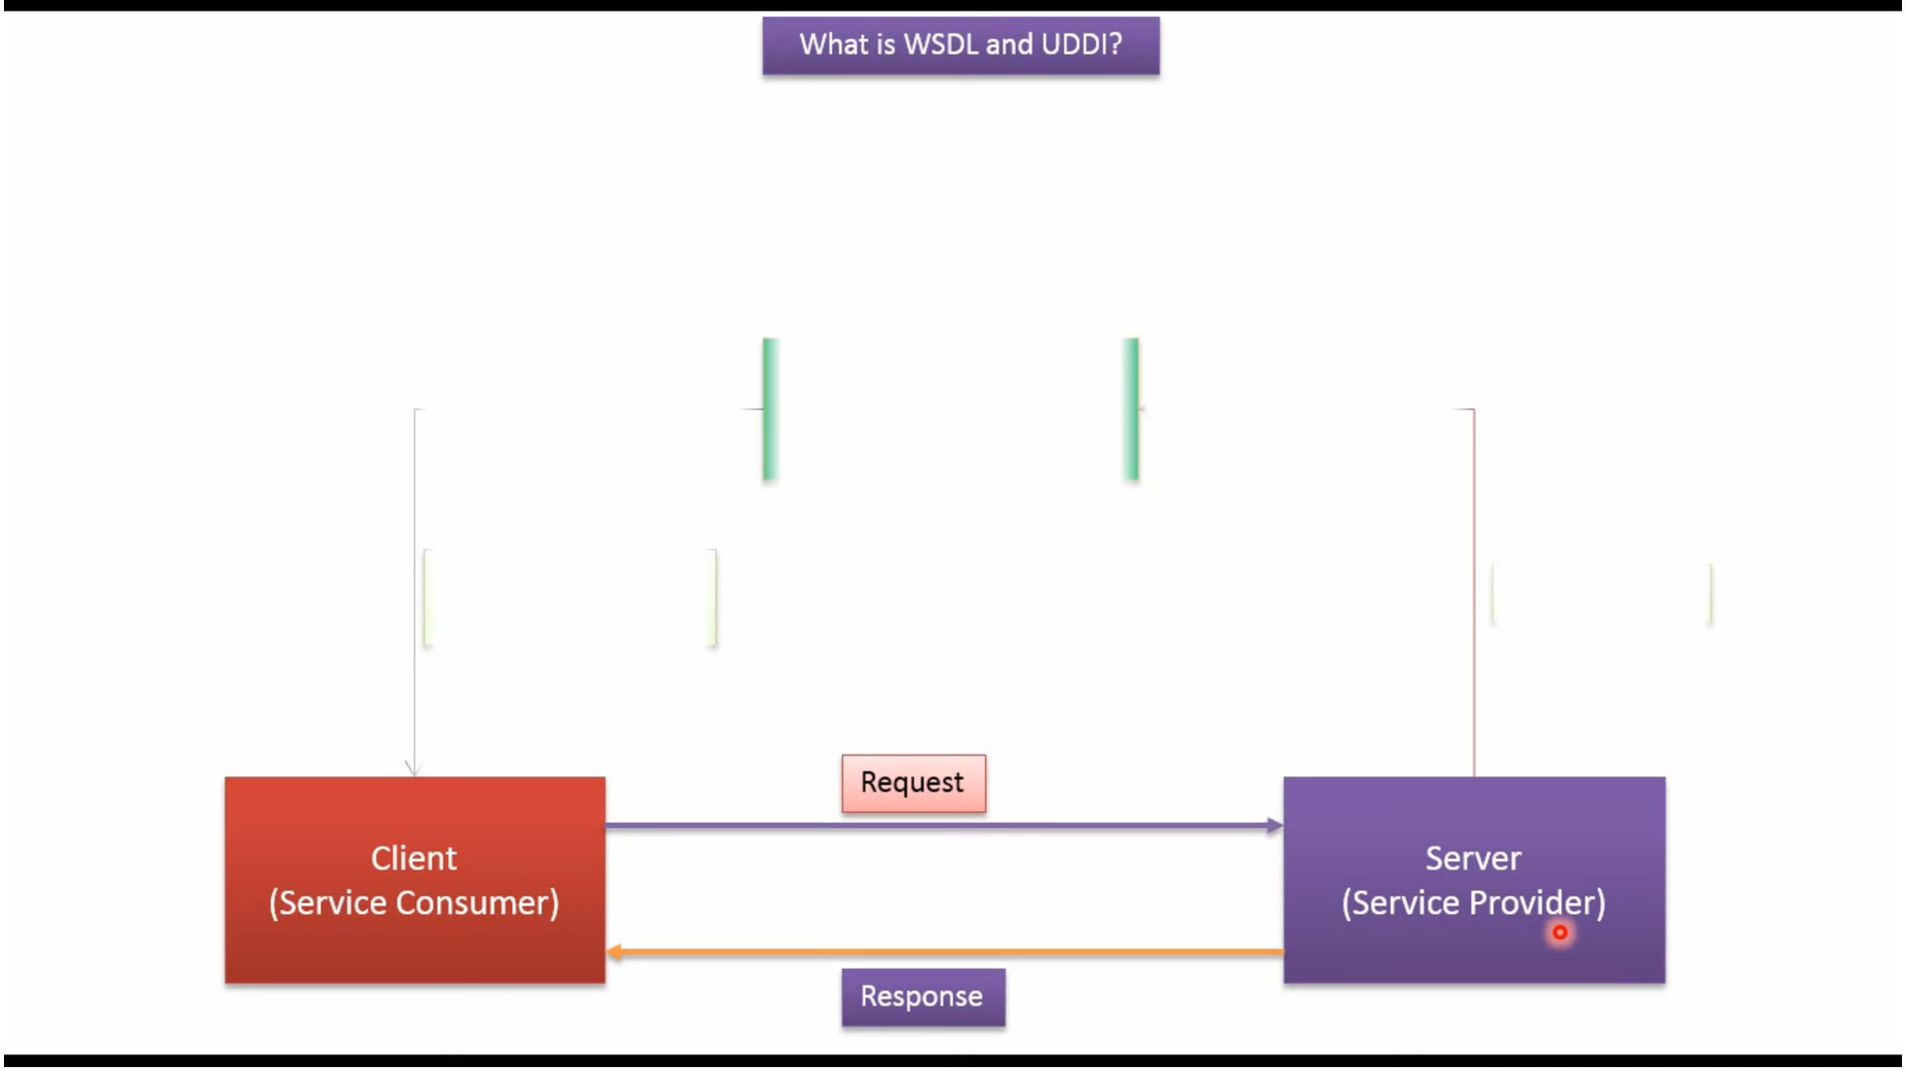 What is WSDL and UDDI?
Request
Client
(Service Consumer)
Server
(Service Provider)
Response